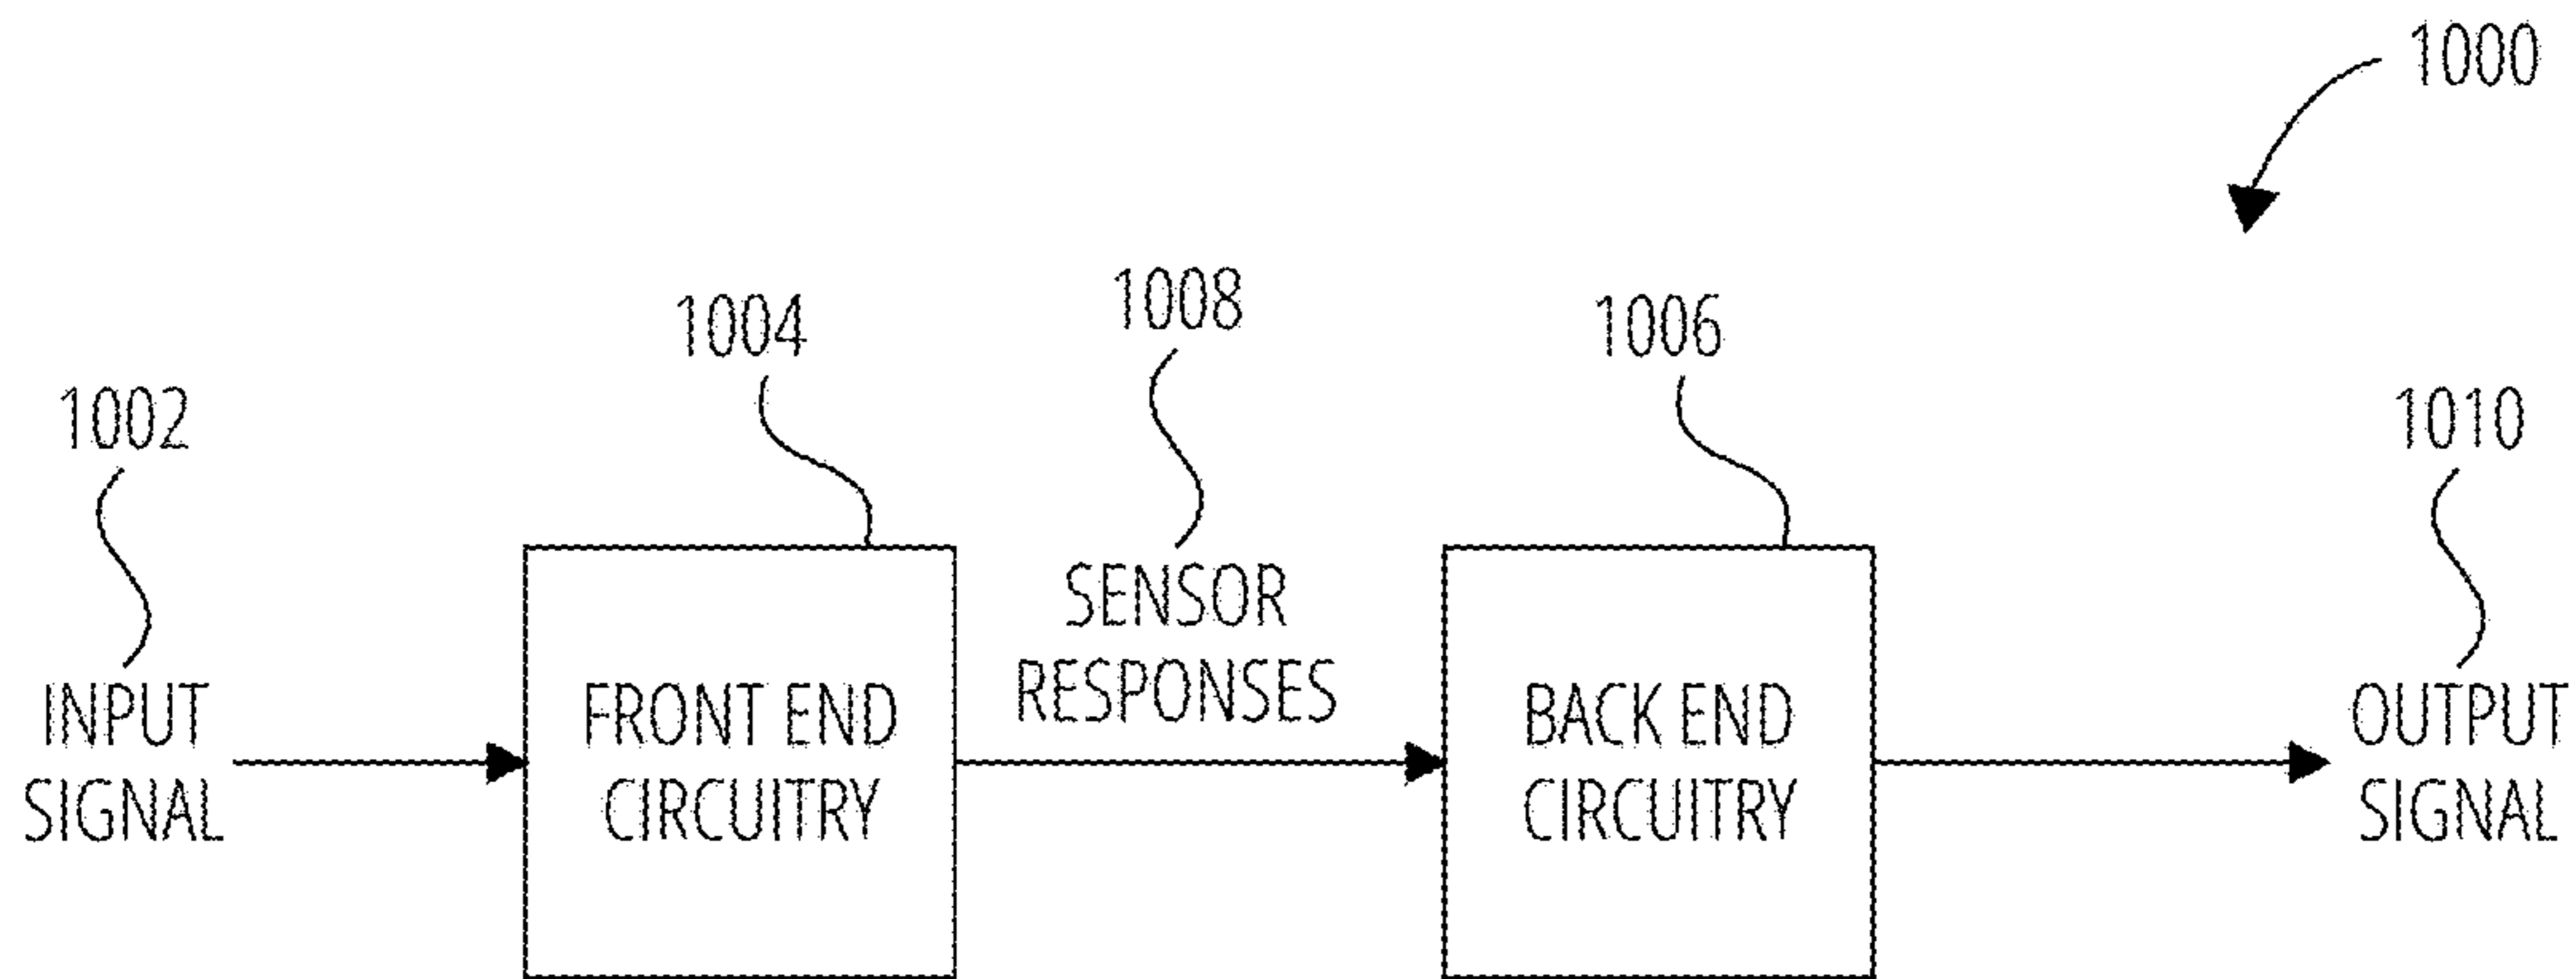 1000
1008
1004
1006
1002
1010
SENSOR
RESPONSES
INPUT
SIGNAL
FRONT END
CIRCUITRY
BACK END
CIRCUITRY
OUTPUT
SIGNAL